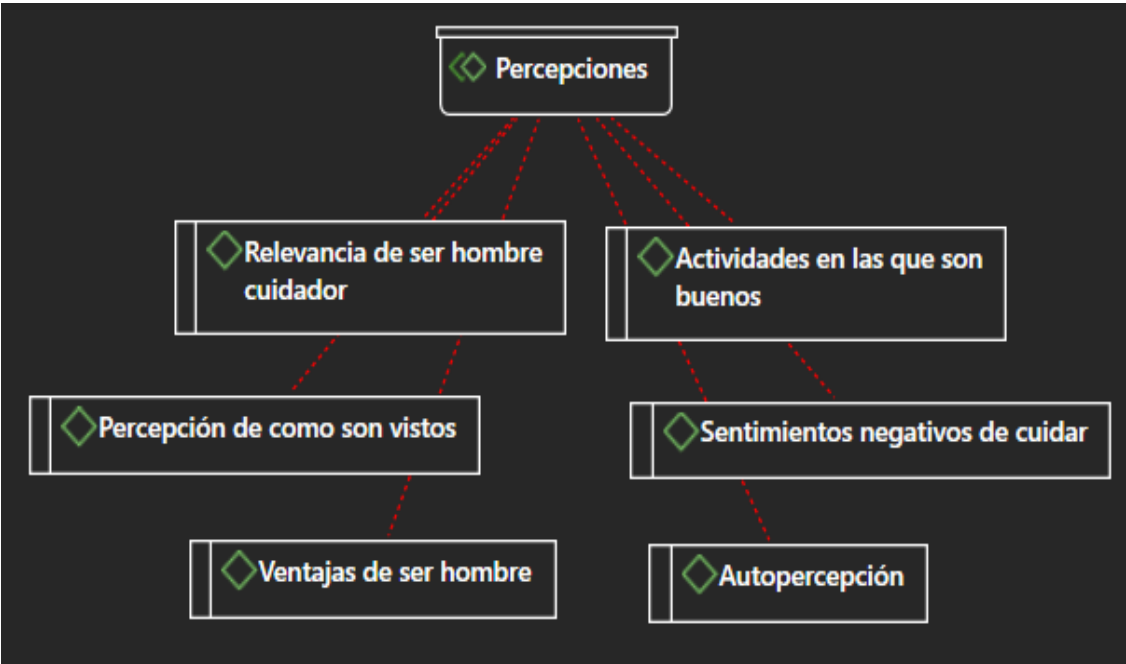 Percepciones
Relevancia de ser hombre
cuidador
Actividades en las que son
buenos
Percepción de como son vistos
Sentimientos negativos de cuidar
Ventajas de ser hombre
Autopercepción